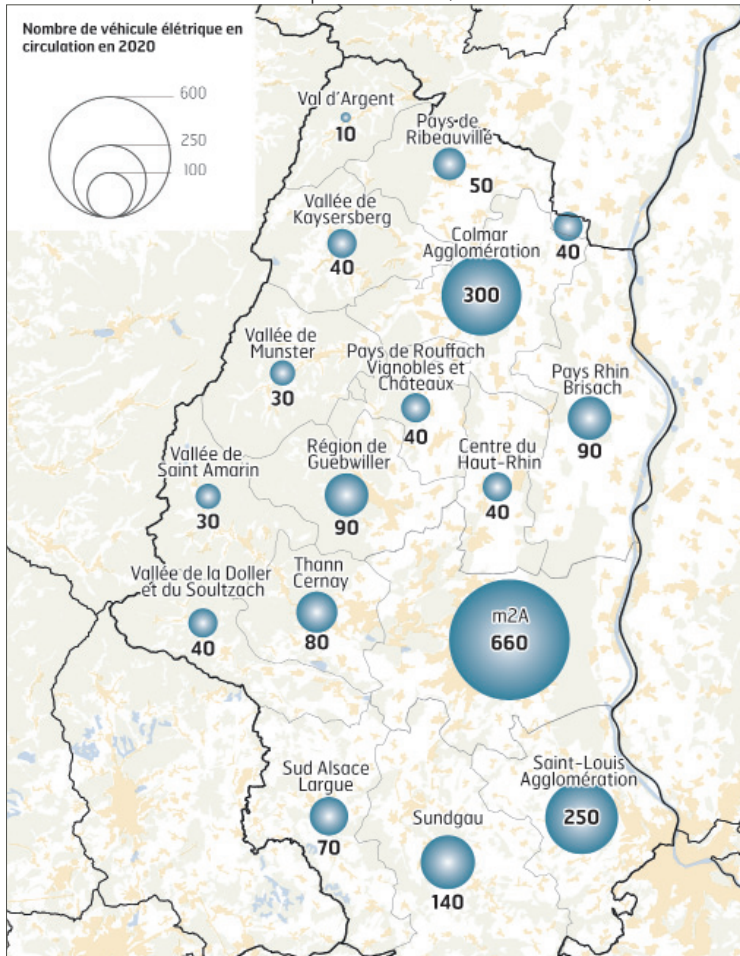 Nombre de véhicule élétrique en
circulation en 2020
600
250
100
Val d'Argent
10
Pays de
Ribeauvillé
50
Vallée de
Kaysersberg
40
Colmar
Agglomération
300
40
Vallée de
Munster
30
Pays de Rouffach
Vignobles et
Châteaux
40
Pays Rhin
Brisach
90
Vallée de
Saint Amarin
30
Région de
Guebwiller
90
Centre du
Haut-Rhin
40
Vallée de la Doller
et du Soultzach
40
Thann
Cernay
80
m2A
660
Sud Alsace
Largue
70
Sundgau
140
Saint-Louis
Agglomération
250